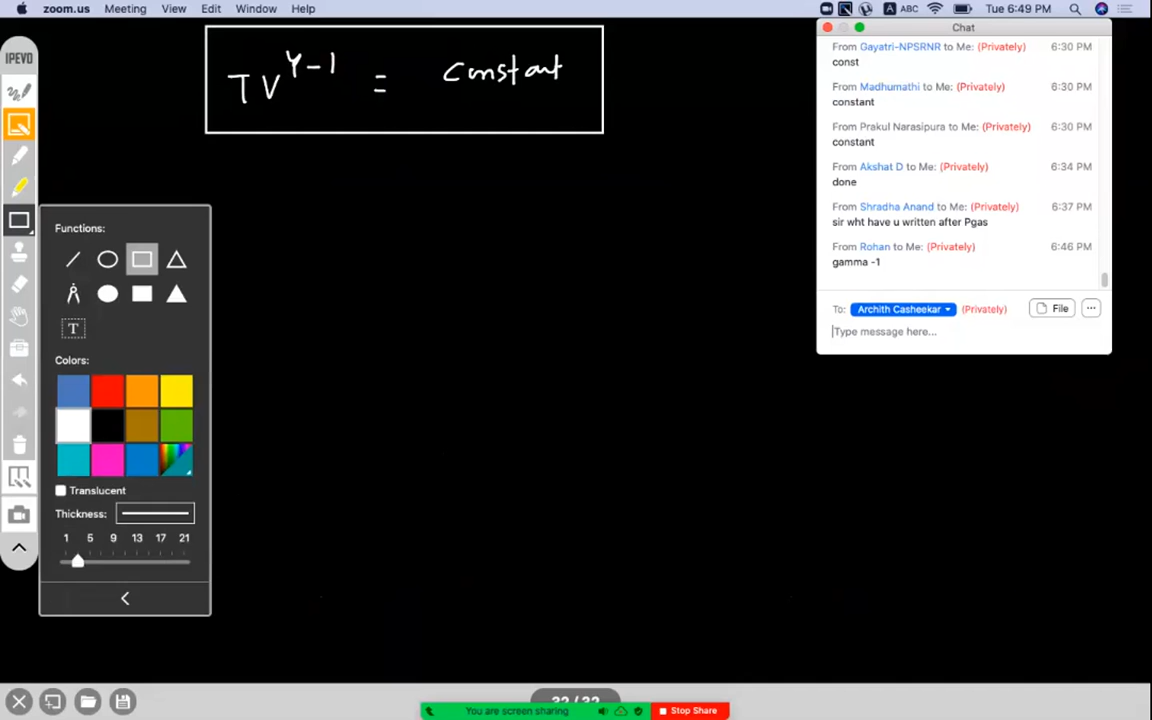 zoom.us Meeting View Edit Window Help
A ABC Tue 6:49 PM
IPEVO
TV^γ-1 = constant
Chat
From Gayatri-NPSRNR to Me: (Privately) 6:30 PM
const
From Madhumathi to Me: (Privately) 6:30 PM
constant
From Prakul Narasipura to Me: (Privately) 6:30 PM
constant
From Akshat D to Me: (Privately) 6:34 PM
done
From Shradha Anand to Me: (Privately) 6:37 PM
sir wht have u written after Pgas
From Rohan to Me: (Privately) 6:46 PM
gamma -1
To: Archith Casheekar (Privately) File ...
Type message here...
Functions:
T
Colors:
Translucent
Thickness:
1 5 9 13 17 21
32 / 32
You are screen sharing Stop Share